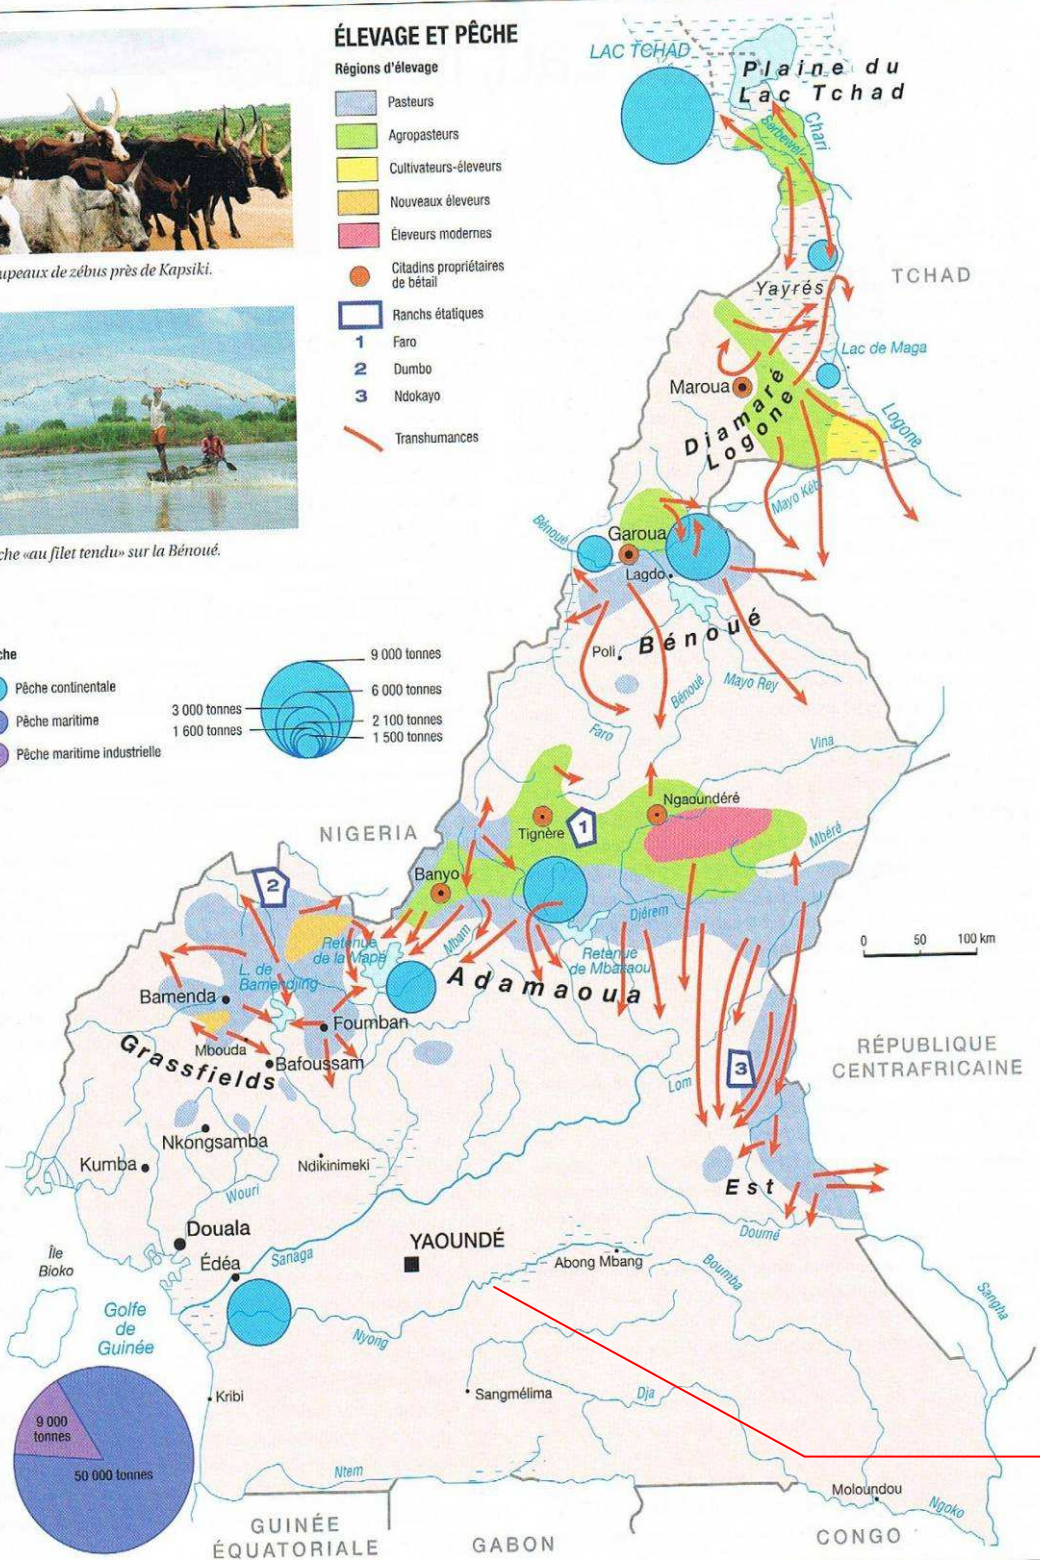 ÉLEVAGE ET PÊCHE
Régions d'élevage
Pasteurs
Agropasteurs
Cultivateurs-éleveurs
Nouveaux éleveurs
Éleveurs modernes
Citadins propriétaires
de bétail
Ranchs étatiques
1 Faro
2 Dumbo
3 Ndokayo
Transhumances
upeaux de zébus près de Kapsiki.
che «au filet tendu» sur la Bénoué.
che
Pêche continentale
Pêche maritime
Pêche maritime industrielle
9 000 tonnes
6 000 tonnes
3 000 tonnes
2 100 tonnes
1 600 tonnes
1 500 tonnes
LAC TCHAD
Plaine du
Lac Tchad
Serbewel
Chari
TCHAD
Yayrés
Lac de Maga
Maroua
Diamaré
Logone
Logone
Mayo Kéb
Bénoué
Garoua
Lagdo
Bénoué
Poli
Bénoué
Mayo Rey
Faro
Vina
NIGERIA
Ngaoundéré
Tignère
1
Mbéré
Banyo
2
Djérem
Retenue
de la Mape
Mbam
Retenue
de Mbakaou
0 50 100 km
L. de
Bamendjing
Adamaoua
Bamenda
Foumban
Mbouda
Bafoussam
Grassfields
3
Lom
RÉPUBLIQUE
CENTRAFRICAINE
Nkongsamba
Kumba
Ndikinimeki
Wouri
Est
Doumé
Douala
YAOUNDÉ
Sanaga
Édéa
Abong Mbang
Boumba
Sangha
Île
Bioko
Golfe
de
Guinée
Nyong
Kribi
Sangmélima
Dja
9 000
tonnes
50 000 tonnes
Ntem
Moloundou
Ngoko
GUINÉE
ÉQUATORIALE
GABON
CONGO